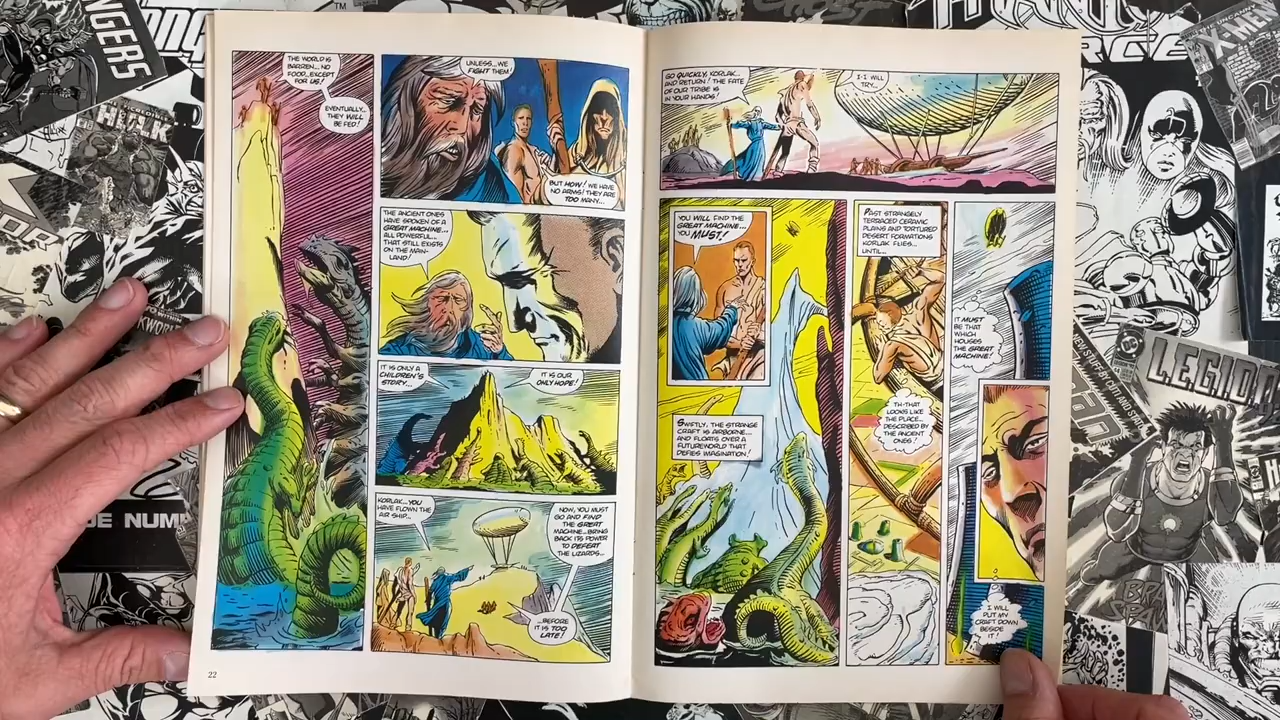 THE WORLD IS
BARREN... NO
FOOD...EXCEPT
FOR US!
EVENTUALLY...
THEY WILL
BE FED!
UNLESS...WE
FIGHT THEM!
BUT HOW! WE HAVE
NO ARMS! THEY ARE
TOO MANY...
THE ANCIENT ONES
HAVE SPOKEN OF A
GREAT MACHINE...
ALL POWERFUL...
THAT STILL EXISTS
ON THE MAIN-
LAND!
IT IS ONLY A
CHILDREN'S
STORY...
IT IS OUR
ONLY HOPE!
KORLAK...YOU
HAVE FLOWN THE
AIR SHIP...
NOW, YOU MUST
GO AND FIND
THE GREAT
MACHINE...BRING
BACK ITS POWER
TO DEFEAT
THE LIZARDS...
...BEFORE
IT IS TOO
LATE!
22
GO QUICKLY, KORLAK...
AND RETURN! THE FATE
OF OUR TRIBE IS
IN YOUR HANDS!
I-I WILL
TRY...
YOU WILL FIND THE
GREAT MACHINE...
YOU MUST!
SWIFTLY, THE STRANGE
CRAFT IS AIRBORNE...
AND FLOATS OVER A
FUTUREWORLD THAT
DEFIES IMAGINATION!
PAST STRANGELY
TERRACED CERAMIC
PLAINS AND TORTURED
DESERT FORMATIONS
KORLAK FLIES...
UNTIL...
TH-THAT
LOOKS LIKE
THE PLACE...
DESCRIBED BY
THE ANCIENT
ONES!
IT MUST
BE THAT
WHICH
HOUSES
THE GREAT
MACHINE!
I WILL
PUT MY
CRAFT DOWN
BESIDE
IT!
HULK
X-MEN
L.E.G.I.O.N.